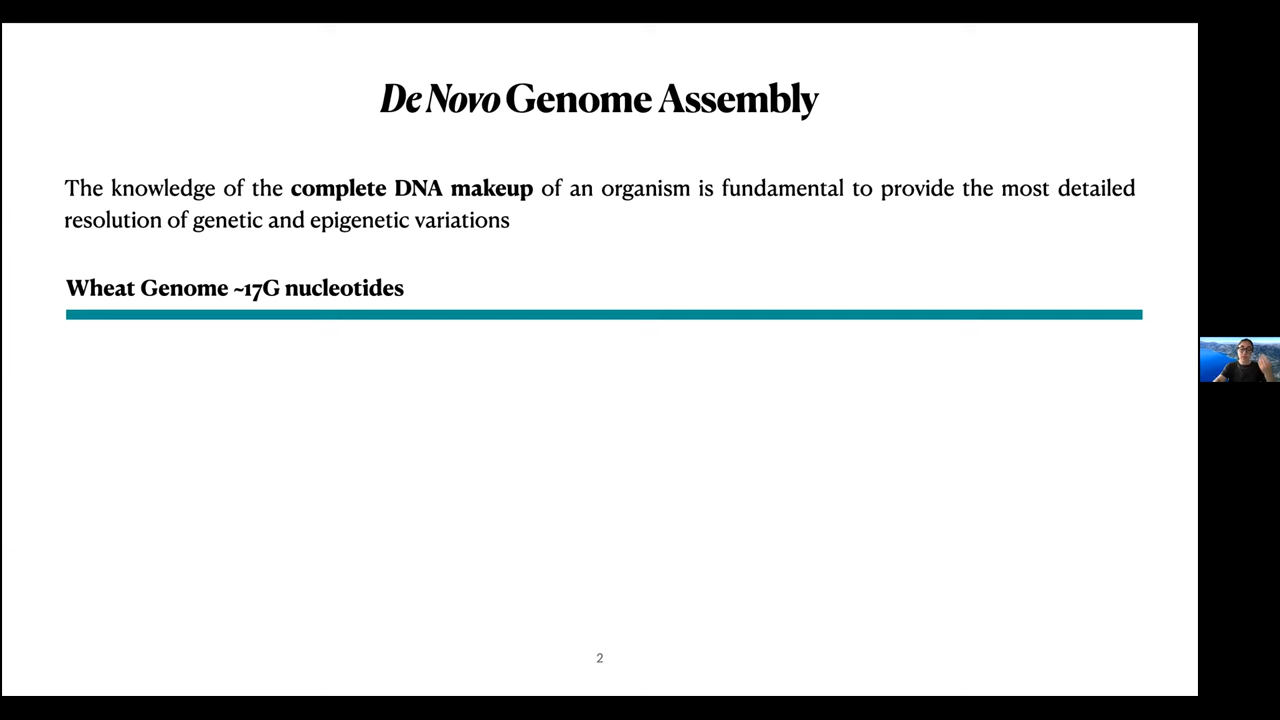 De Novo Genome Assembly
The knowledge of the complete DNA makeup of an organism is fundamental to provide the most detailed
resolution of genetic and epigenetic variations
Wheat Genome ~17G nucleotides
2